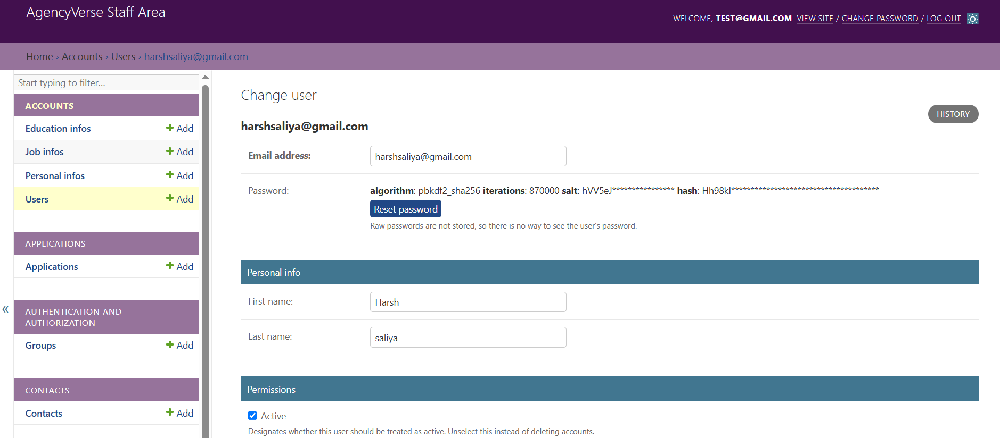 AgencyVerse Staff Area
WELCOME, TEST@GMAIL.COM. VIEW SITE / CHANGE PASSWORD / LOG OUT
Home › Accounts › Users › harshsaliya@gmail.com
Start typing to filter...
ACCOUNTS
Education infos Add
Job infos Add
Personal infos Add
Users Add
APPLICATIONS
Applications Add
AUTHENTICATION AND
AUTHORIZATION
Groups Add
CONTACTS
Contacts Add
«
Change user
HISTORY
harshsaliya@gmail.com
Email address: harshsaliya@gmail.com
Password: algorithm: pbkdf2_sha256 iterations: 870000 salt: hVV5eJ**************** hash: Hh98kI**************************************
Reset password
Raw passwords are not stored, so there is no way to see the user’s password.
Personal info
First name: Harsh
Last name: saliya
Permissions
Active
Designates whether this user should be treated as active. Unselect this instead of deleting accounts.